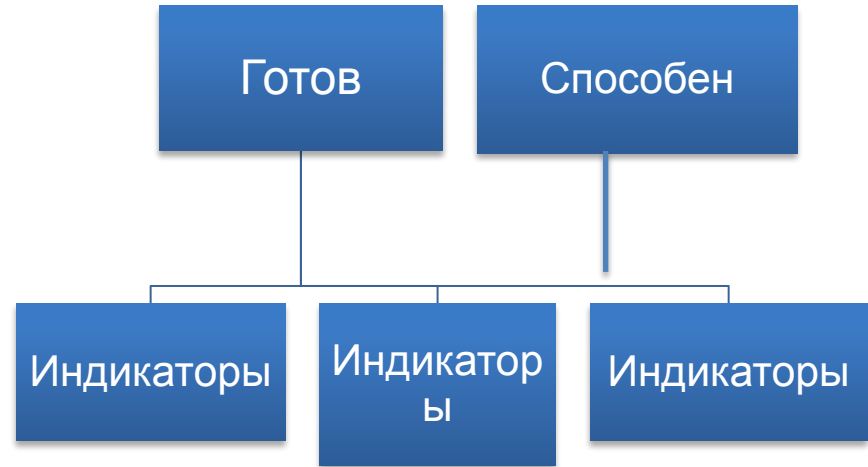 Готов
Способен
Индикаторы
Индикатор
ы
Индикаторы